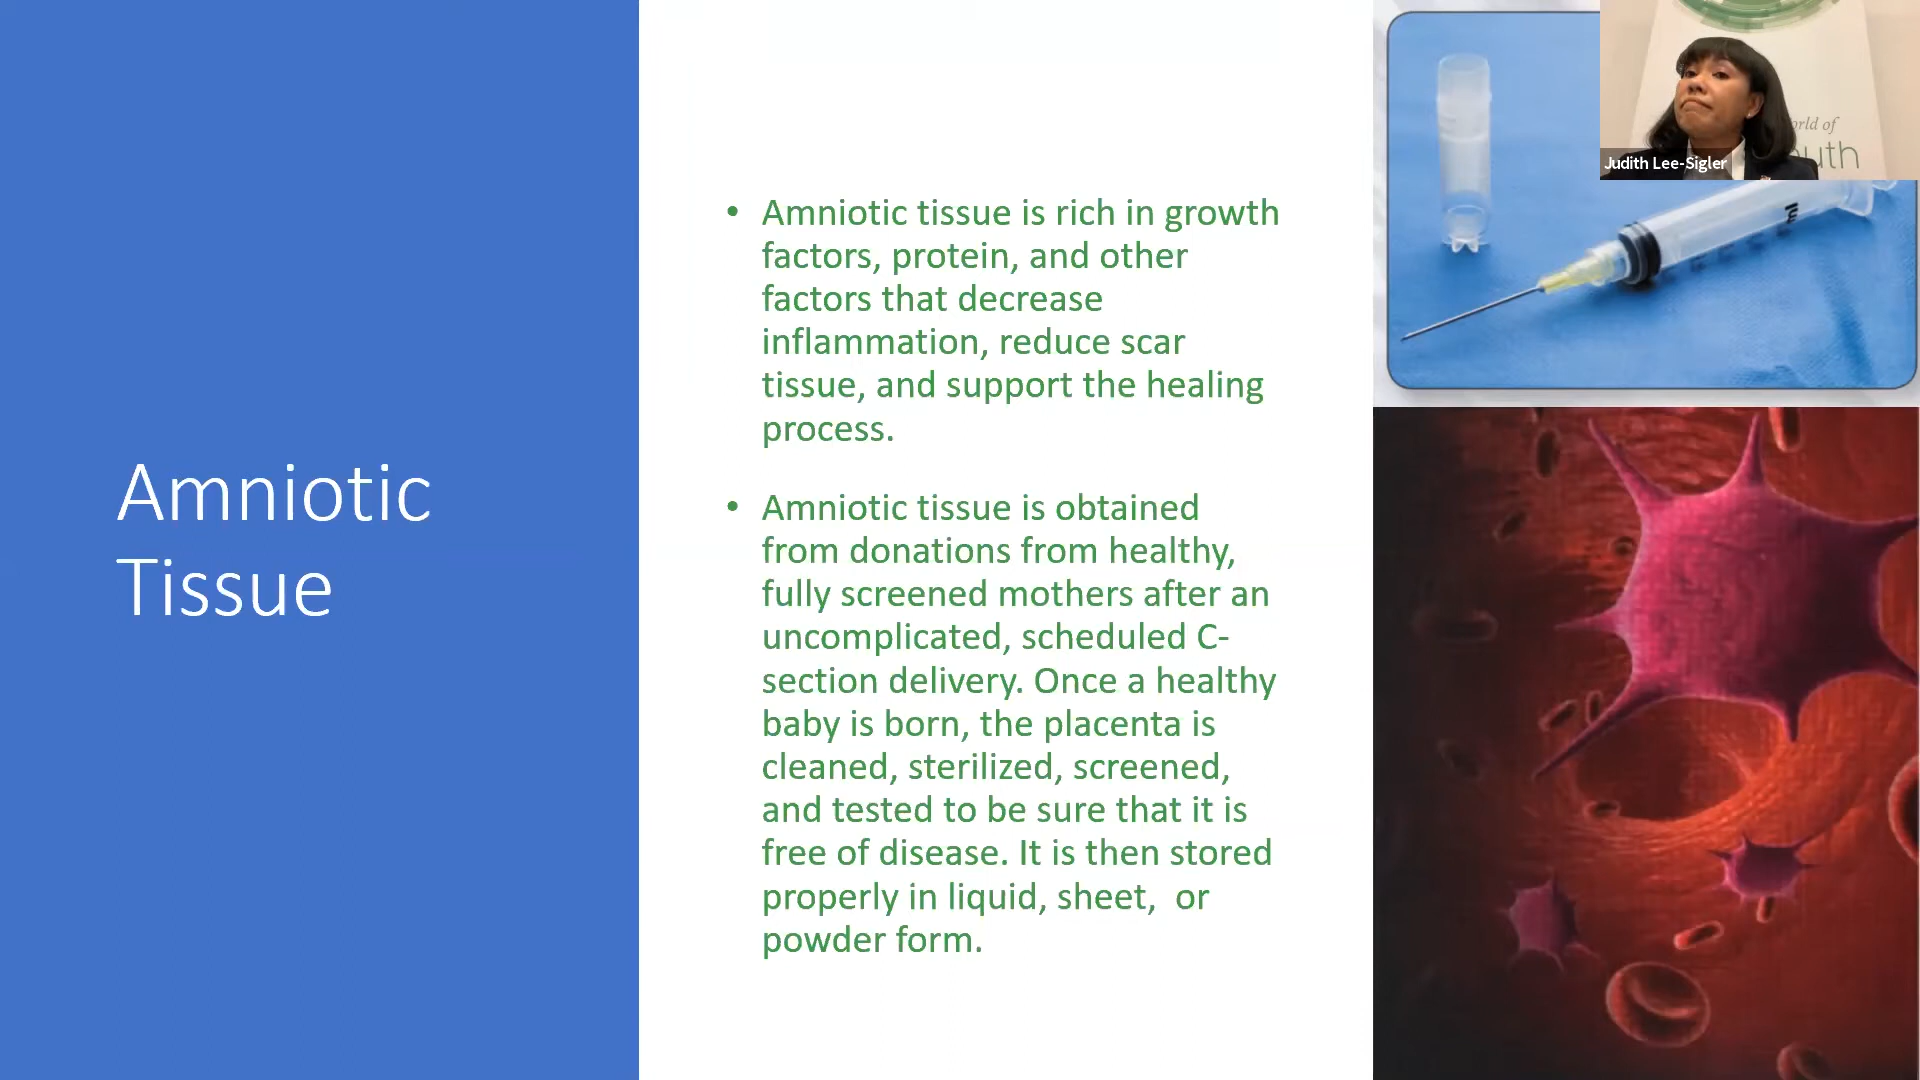 Amniotic
Tissue
• Amniotic tissue is rich in growth
factors, protein, and other
factors that decrease
inflammation, reduce scar
tissue, and support the healing
process.
• Amniotic tissue is obtained
from donations from healthy,
fully screened mothers after an
uncomplicated, scheduled C-
section delivery. Once a healthy
baby is born, the placenta is
cleaned, sterilized, screened,
and tested to be sure that it is
free of disease. It is then stored
properly in liquid, sheet,  or
powder form.
of
Judith Lee-Sigler
ml